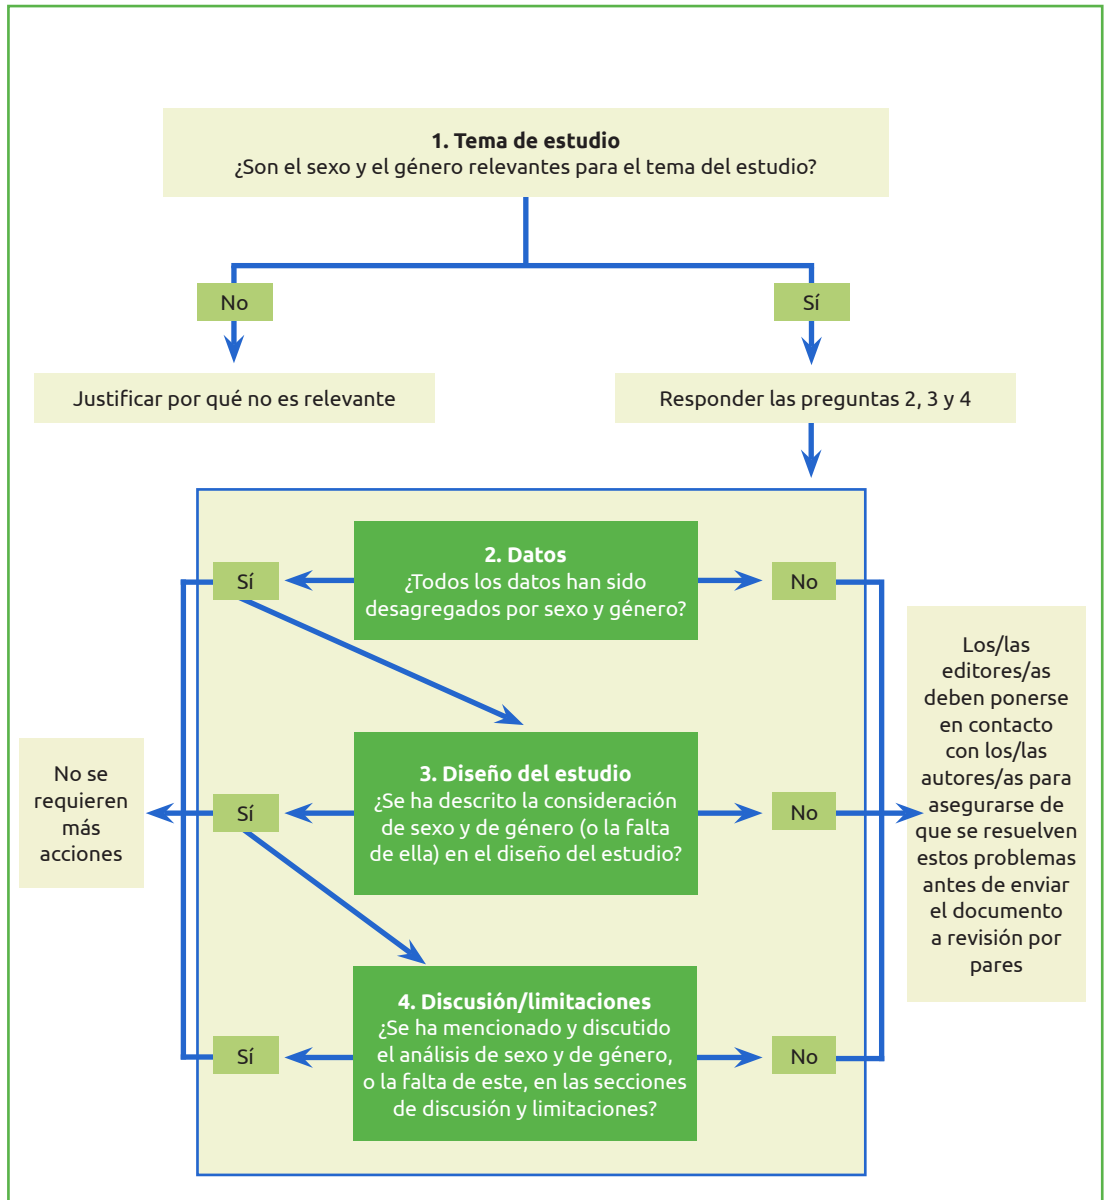 1. Tema de estudio
¿Son el sexo y el género relevantes para el tema del estudio?
No
Sí
Justificar por qué no es relevante
Responder las preguntas 2, 3 y 4
2. Datos
¿Todos los datos han sido
desagregados por sexo y género?
Sí
No
3. Diseño del estudio
¿Se ha descrito la consideración
de sexo y de género (o la falta
de ella) en el diseño del estudio?
Sí
No
4. Discusión/limitaciones
¿Se ha mencionado y discutido
el análisis de sexo y de género,
o la falta de este, en las secciones
de discusión y limitaciones?
Sí
No
No se
requieren
más
acciones
Los/las
editores/as
deben ponerse
en contacto
con los/las
autores/as para
asegurarse de
que se resuelven
estos problemas
antes de enviar
el documento
a revisión por
pares